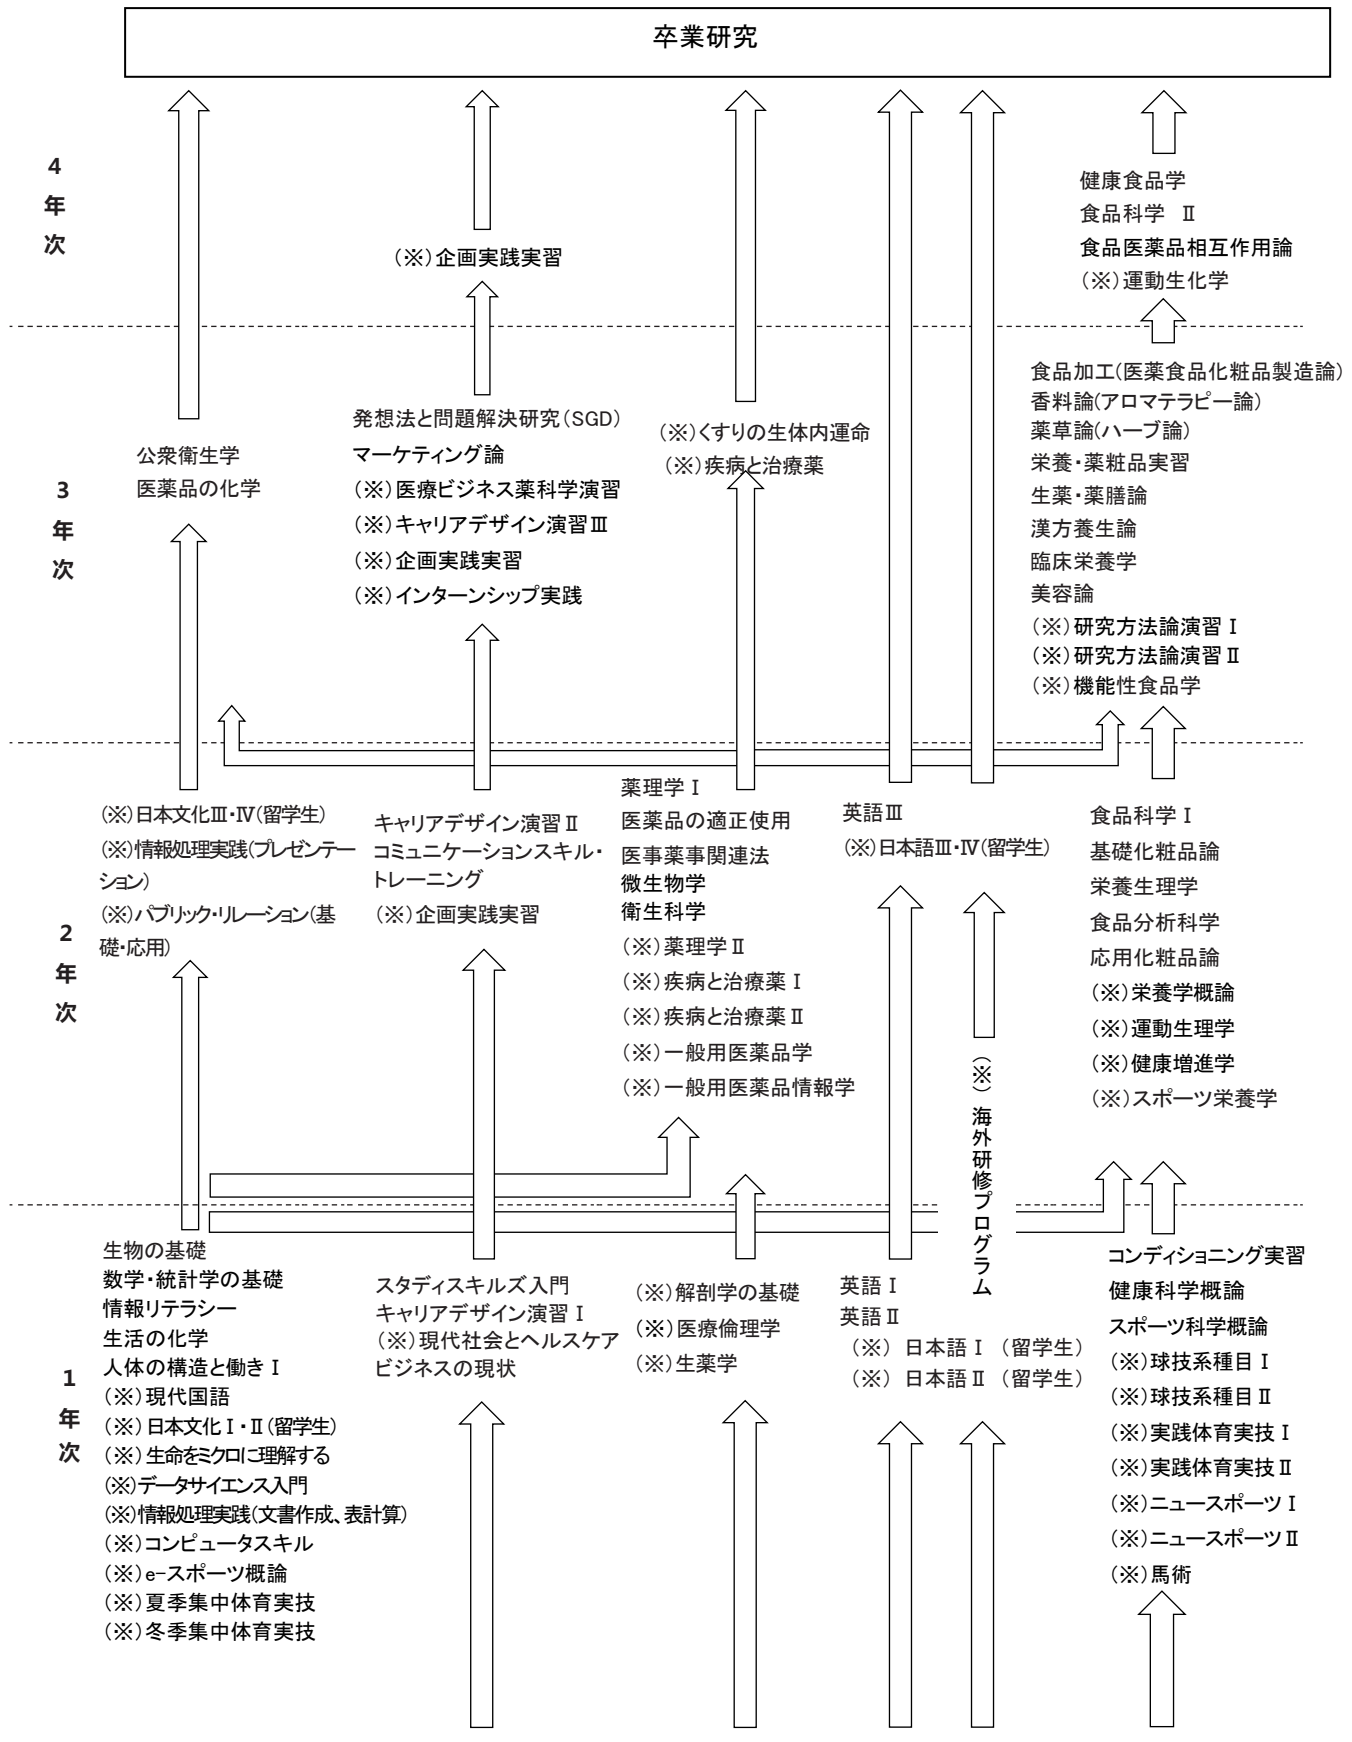 卒業研究
4
年
次
(※)企画実践実習
健康食品学
食品科学 Ⅱ
食品医薬品相互作用論
(※)運動生化学
3
年
次
公衆衛生学
医薬品の化学
発想法と問題解決研究(SGD)
マーケティング論
(※)医療ビジネス薬科学演習
(※)キャリアデザイン演習Ⅲ
(※)企画実践実習
(※)インターンシップ実践
(※)くすりの生体内運命
(※)疾病と治療薬
食品加工(医薬食品化粧品製造論)
香料論(アロマテラピー論)
薬草論(ハーブ論)
栄養・薬粧品実習
生薬・薬膳論
漢方養生論
臨床栄養学
美容論
(※)研究方法論演習Ⅰ
(※)研究方法論演習Ⅱ
(※)機能性食品学
2
年
次
(※)日本文化Ⅲ・Ⅳ(留学生)
(※)情報処理実践(プレゼンテー
ション)
(※)パブリック・リレーション(基
礎・応用)
キャリアデザイン演習Ⅱ
コミュニケーションスキル・
トレーニング
(※)企画実践実習
薬理学Ⅰ
医薬品の適正使用
医事薬事関連法
微生物学
衛生科学
(※)薬理学Ⅱ
(※)疾病と治療薬Ⅰ
(※)疾病と治療薬Ⅱ
(※)一般用医薬品学
(※)一般用医薬品情報学
英語Ⅲ
(※)日本語Ⅲ・Ⅳ(留学生)
(※)海外研修プログラム
食品科学Ⅰ
基礎化粧品論
栄養生理学
食品分析科学
応用化粧品論
(※)栄養学概論
(※)運動生理学
(※)健康増進学
(※)スポーツ栄養学
1
年
次
生物の基礎
数学・統計学の基礎
情報リテラシー
生活の化学
人体の構造と働きⅠ
(※)現代国語
(※)日本文化Ⅰ・Ⅱ(留学生)
(※)生命をミクロに理解する
(※)データサイエンス入門
(※)情報処理実践(文書作成、表計算)
(※)コンピュータスキル
(※)e-スポーツ概論
(※)夏季集中体育実技
(※)冬季集中体育実技
スタディスキルズ入門
キャリアデザイン演習Ⅰ
(※)現代社会とヘルスケア
ビジネスの現状
(※)解剖学の基礎
(※)医療倫理学
(※)生薬学
英語Ⅰ
英語Ⅱ
(※) 日本語Ⅰ (留学生)
(※) 日本語Ⅱ (留学生)
コンディショニング実習
健康科学概論
スポーツ科学概論
(※)球技系種目Ⅰ
(※)球技系種目Ⅱ
(※)実践体育実技Ⅰ
(※)実践体育実技Ⅱ
(※)ニュースポーツⅠ
(※)ニュースポーツⅡ
(※)馬術